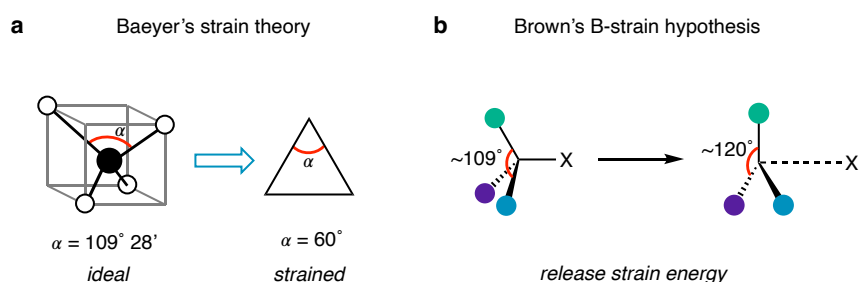 a Baeyer's strain theory
α
α = 109° 28'
ideal
α
α = 60°
strained
b Brown's B-strain hypothesis
~109°
X
~120°
X
release strain energy